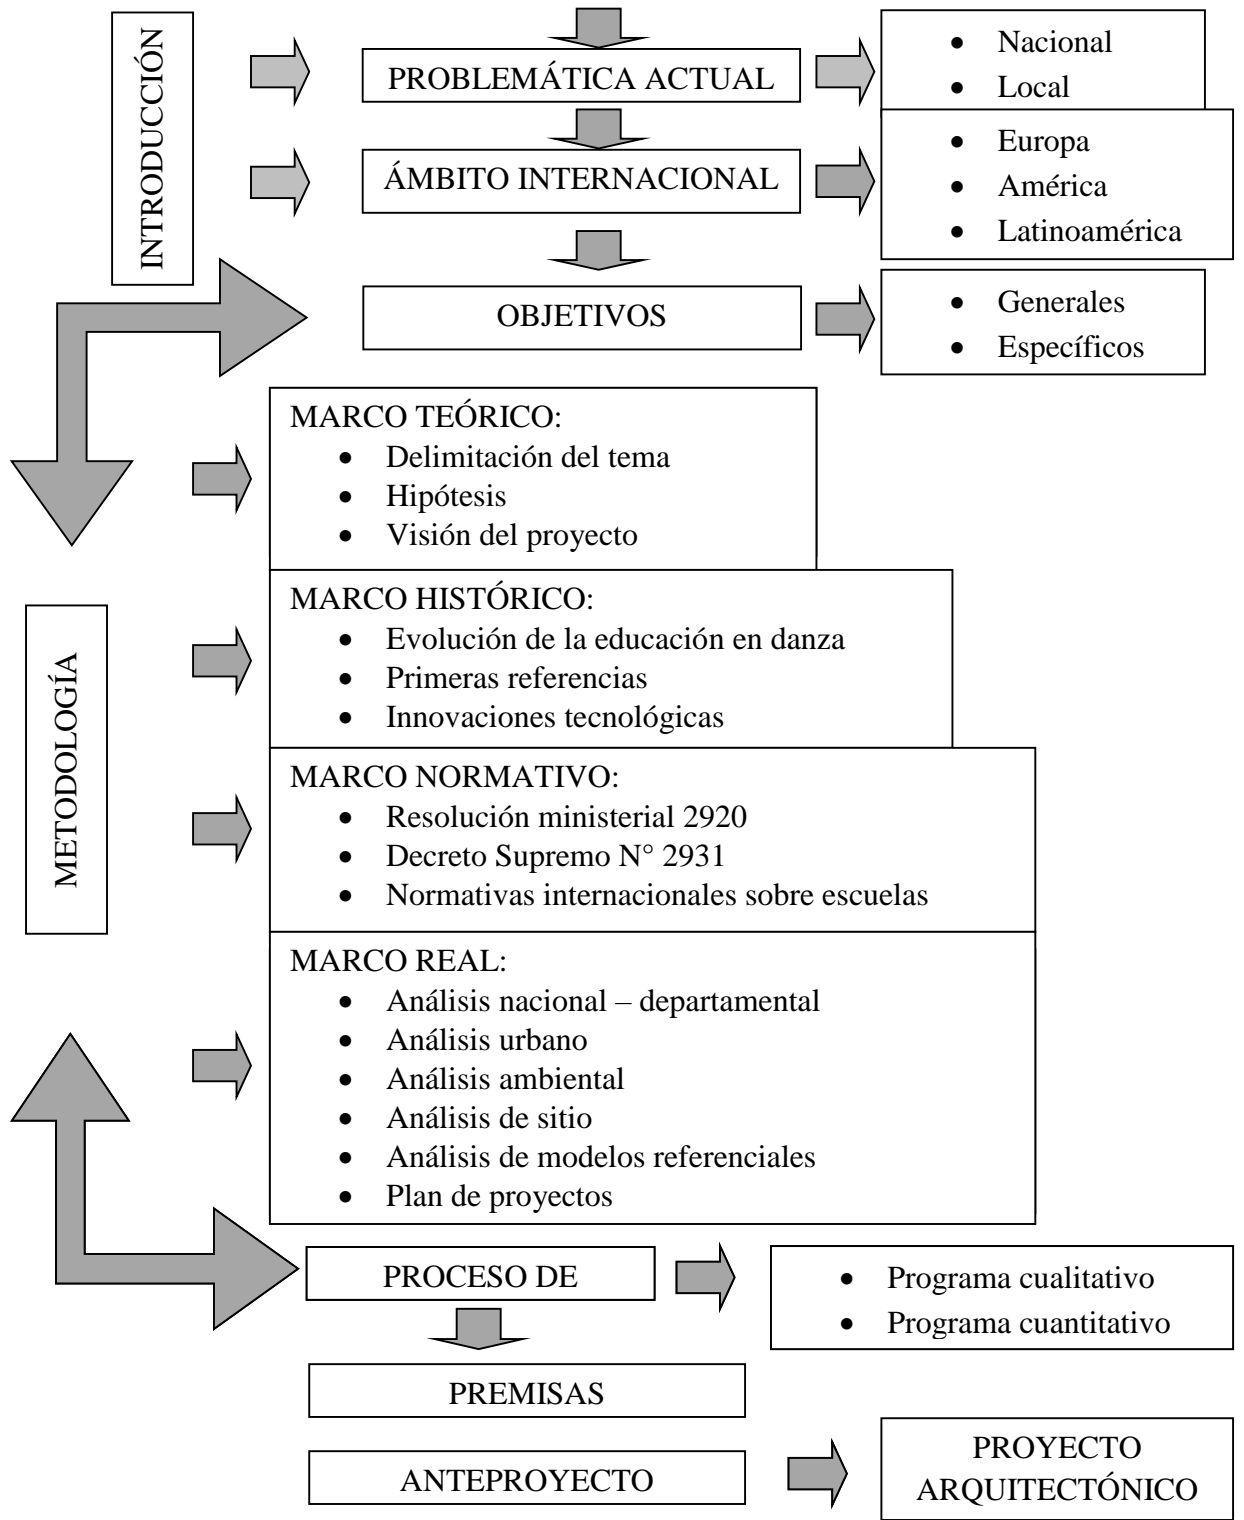 INTRODUCCIÓN
PROBLEMÁTICA ACTUAL
• Nacional
• Local
ÁMBITO INTERNACIONAL
• Europa
• América
• Latinoamérica
OBJETIVOS
• Generales
• Específicos
METODOLOGÍA
MARCO TEÓRICO:
• Delimitación del tema
• Hipótesis
• Visión del proyecto
MARCO HISTÓRICO:
• Evolución de la educación en danza
• Primeras referencias
• Innovaciones tecnológicas
MARCO NORMATIVO:
• Resolución ministerial 2920
• Decreto Supremo N° 2931
• Normativas internacionales sobre escuelas
MARCO REAL:
• Análisis nacional – departamental
• Análisis urbano
• Análisis ambiental
• Análisis de sitio
• Análisis de modelos referenciales
• Plan de proyectos
PROCESO DE
• Programa cualitativo
• Programa cuantitativo
PREMISAS
ANTEPROYECTO
PROYECTO
ARQUITECTÓNICO